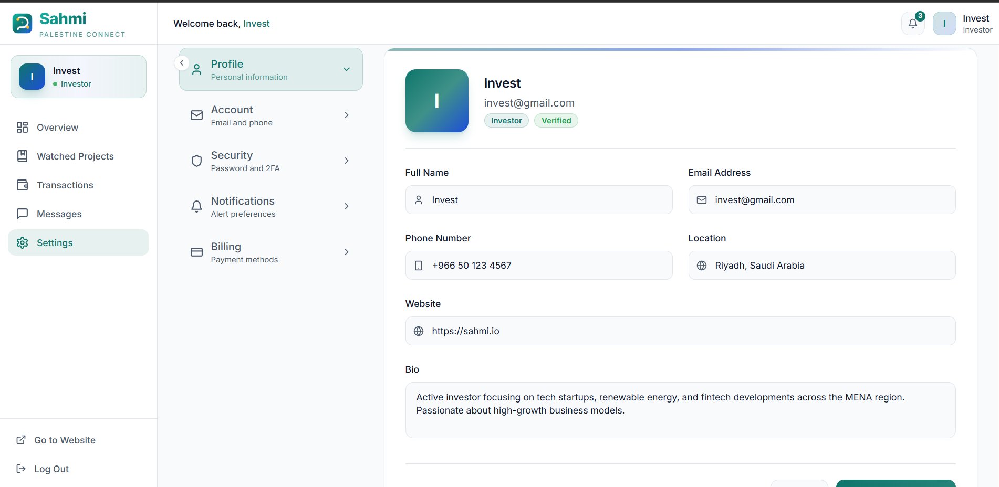 Sahmi
PALESTINE CONNECT
Welcome back, Invest
3
I
Invest
Investor
I
Invest
Investor
Overview
Watched Projects
Transactions
Messages
Settings
Go to Website
Log Out
Profile
Personal information
Account
Email and phone
Security
Password and 2FA
Notifications
Alert preferences
Billing
Payment methods
I
Invest
invest@gmail.com
Investor
Verified
Full Name
Invest
Email Address
invest@gmail.com
Phone Number
+966 50 123 4567
Location
Riyadh, Saudi Arabia
Website
https://sahmi.io
Bio
Active investor focusing on tech startups, renewable energy, and fintech developments across the MENA region.
Passionate about high-growth business models.